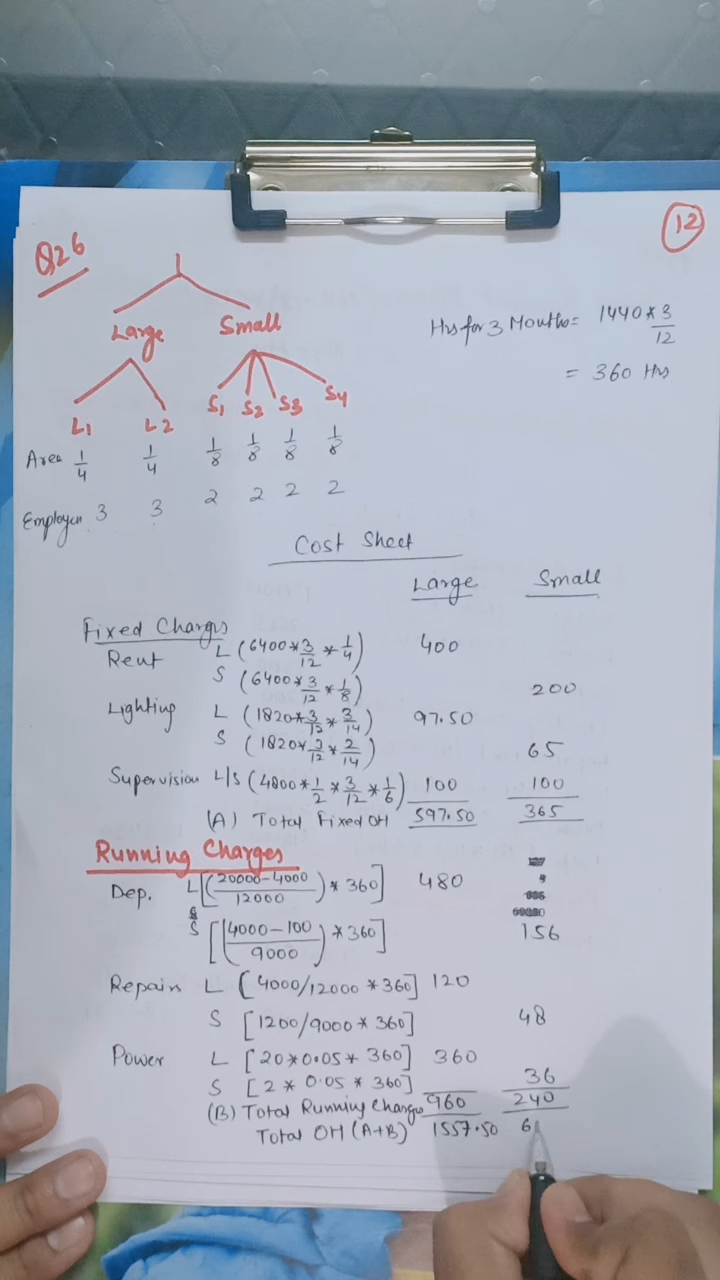 Q26
12
Large Small
Hrs for 3 Months = 1440 * 3/12
= 360 Hrs
L1 L2 S1 S2 S3 S4
Area 1/4 1/4 1/8 1/8 1/8 1/8
Employee 3 3 2 2 2 2
Cost Sheet
Large Small
Fixed Charges
Rent L (6400 * 3/12 * 1/4) 400
S (6400 * 3/12 * 1/8) 200
Lighting L (1820 * 3/12 * 3/14) 97.50
S (1820 * 3/12 * 2/14) 65
Supervision L/S (4800 * 1/2 * 3/12 * 1/6) 100 100
(A) Total Fixed OH 597.50 365
Running Charges
Dep. L [(20000-4000/12000) * 360] 480
S [(4000-100/9000) * 360] 156
Repair L [4000/12000 * 360] 120
S [1200/9000 * 360] 48
Power L [20 * 0.05 * 360] 360
S [2 * 0.05 * 360] 36
(B) Total Running Charges 960 240
Total OH (A+B) 1557.50 6